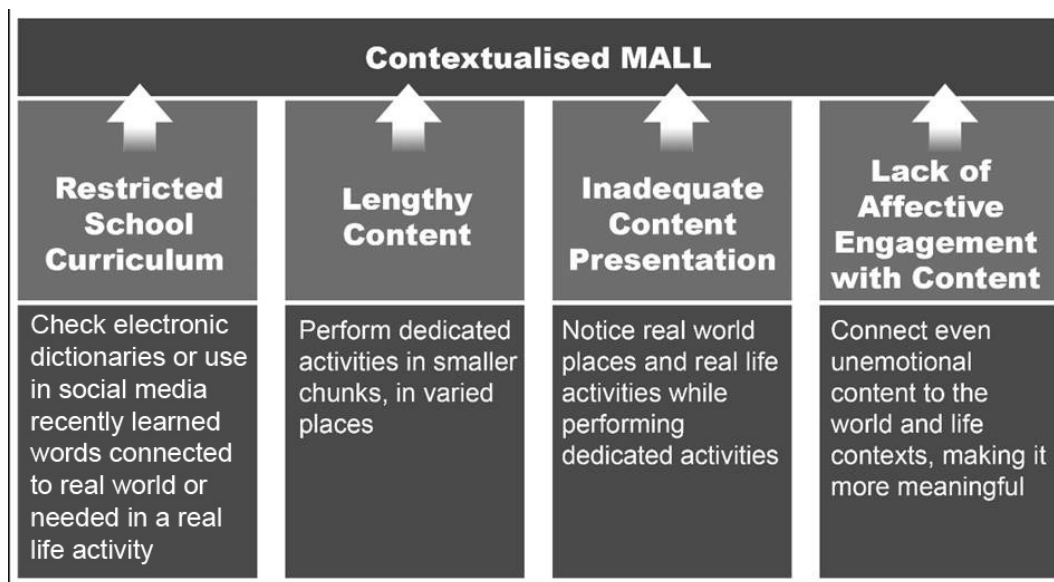 Contextualised MALL
Restricted
School
Curriculum
Check electronic
dictionaries or use
in social media
recently learned
words connected
to real world or
needed in a real
life activity
Lengthy
Content
Perform dedicated
activities in smaller
chunks, in varied
places
Inadequate
Content
Presentation
Notice real world
places and real life
activities while
performing
dedicated activities
Lack of
Affective
Engagement
with Content
Connect even
unemotional
content to the
world and life
contexts, making it
more meaningful